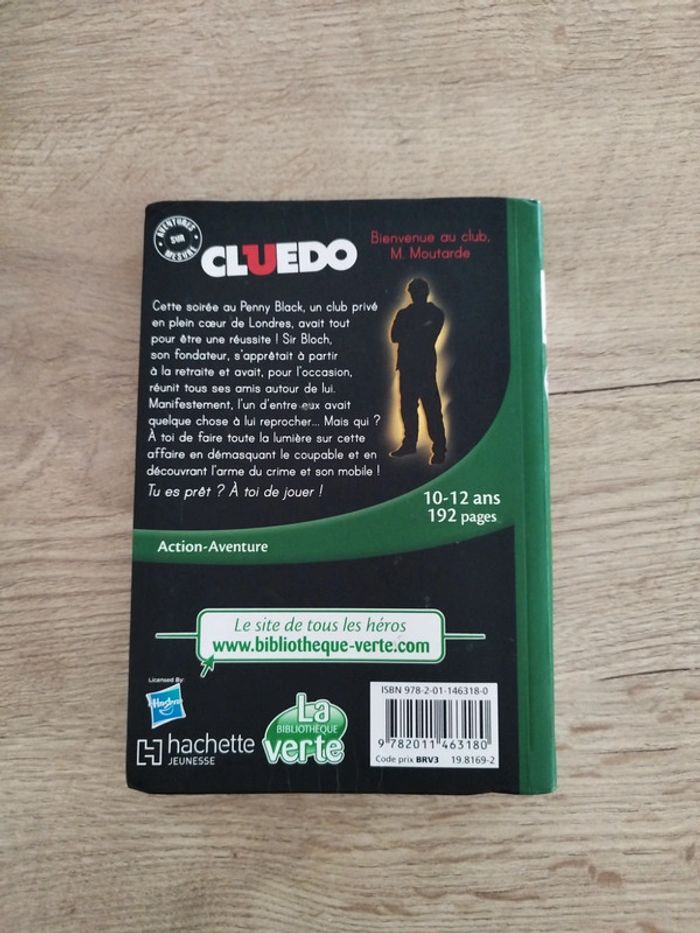 AVENTURES
SUR
MESURE
CLUEDO
Bienvenue au club,
M. Moutarde
Cette soirée au Penny Black, un club privé
en plein cœur de Londres, avait tout
pour être une réussite ! Sir Bloch,
son fondateur, s'apprêtait à partir
à la retraite et avait, pour l'occasion,
réunit tous ses amis autour de lui.
Manifestement, l'un d'entre eux avait
quelque chose à lui reprocher... Mais qui ?
À toi de faire toute la lumière sur cette
affaire en démasquant le coupable et en
découvrant l'arme du crime et son mobile !
Tu es prêt ? À toi de jouer !
10-12 ans
192 pages
Action-Aventure
Le site de tous les héros
www.bibliotheque-verte.com
Licensed By:
Hasbro
hachette
JEUNESSE
La
BIBLIOTHÈQUE
verte
ISBN 978-2-01-146318-0
9 782011 463180
Code prix BRV3 19.8169-2